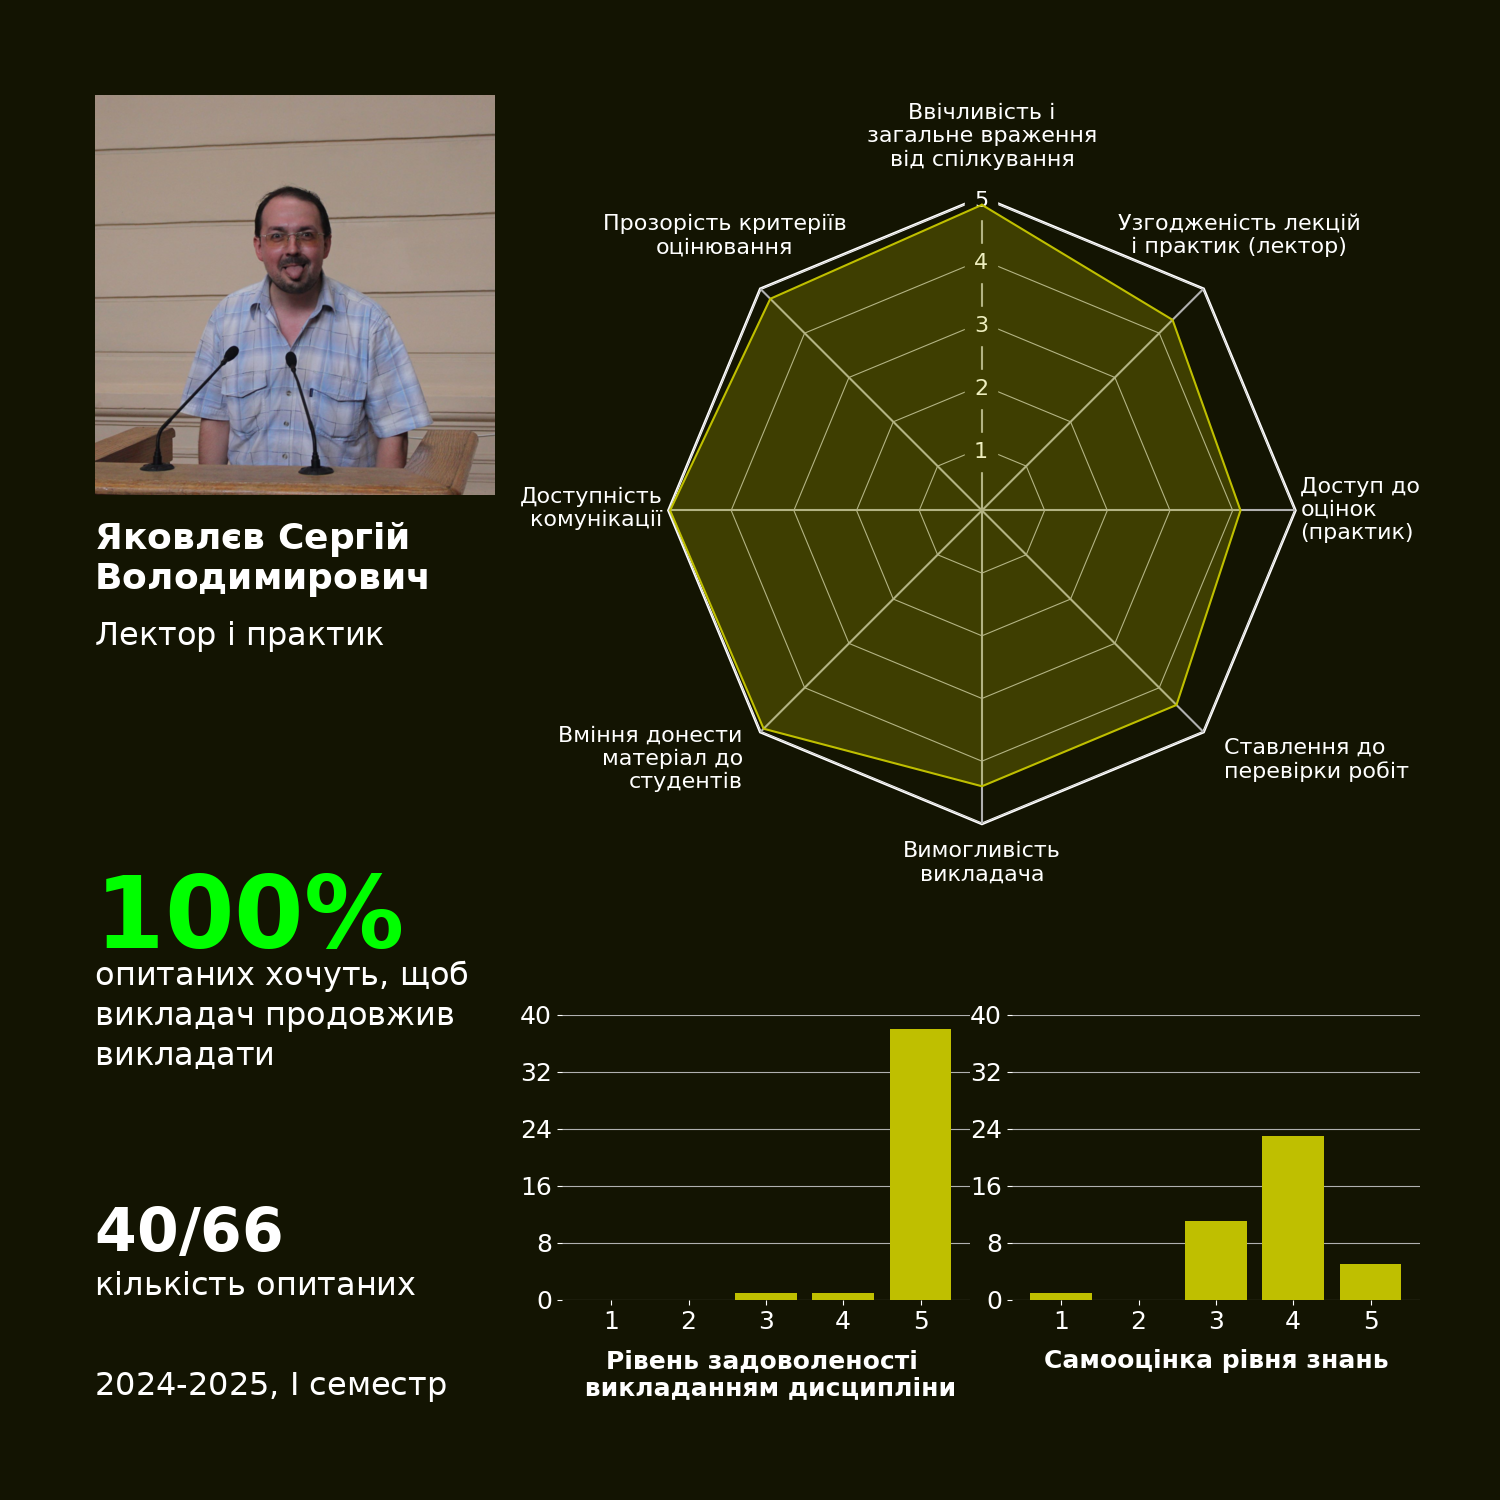 Яковлєв Сергій
Володимирович
Лектор і практик
100%
опитаних хочуть, щоб
викладач продовжив
викладати
40/66
кількість опитаних
2024-2025, I семестр
Ввічливість і
загальне враження
від спілкування
Узгодженість лекцій
і практик (лектор)
Доступ до
оцінок
(практик)
Ставлення до
перевірки робіт
Вимогливість
викладача
Вміння донести
матеріал до
студентів
Доступність
комунікації
Прозорість критеріїв
оцінювання
5
4
3
2
1
40
32
24
16
8
0
1 2 3 4 5
Рівень задоволеності
викладанням дисципліни
40
32
24
16
8
0
1 2 3 4 5
Самооцінка рівня знань